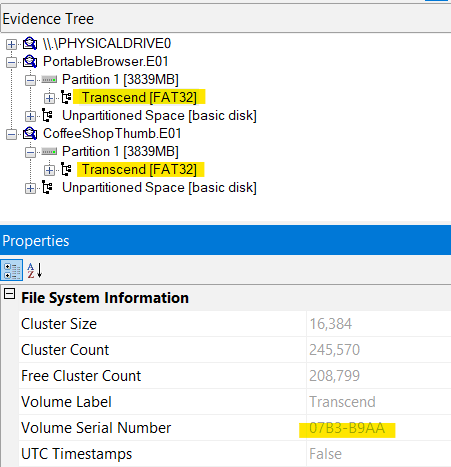 Evidence Tree
\\.\PHYSICALDRIVE0
PortableBrowser.E01
Partition 1 [3839MB]
Transcend [FAT32]
Unpartitioned Space [basic disk]
CoffeeShopThumb.E01
Partition 1 [3839MB]
Transcend [FAT32]
Unpartitioned Space [basic disk]
Properties
A Z
File System Information
Cluster Size 16,384
Cluster Count 245,570
Free Cluster Count 208,799
Volume Label Transcend
Volume Serial Number 07B3-B9AA
UTC Timestamps False